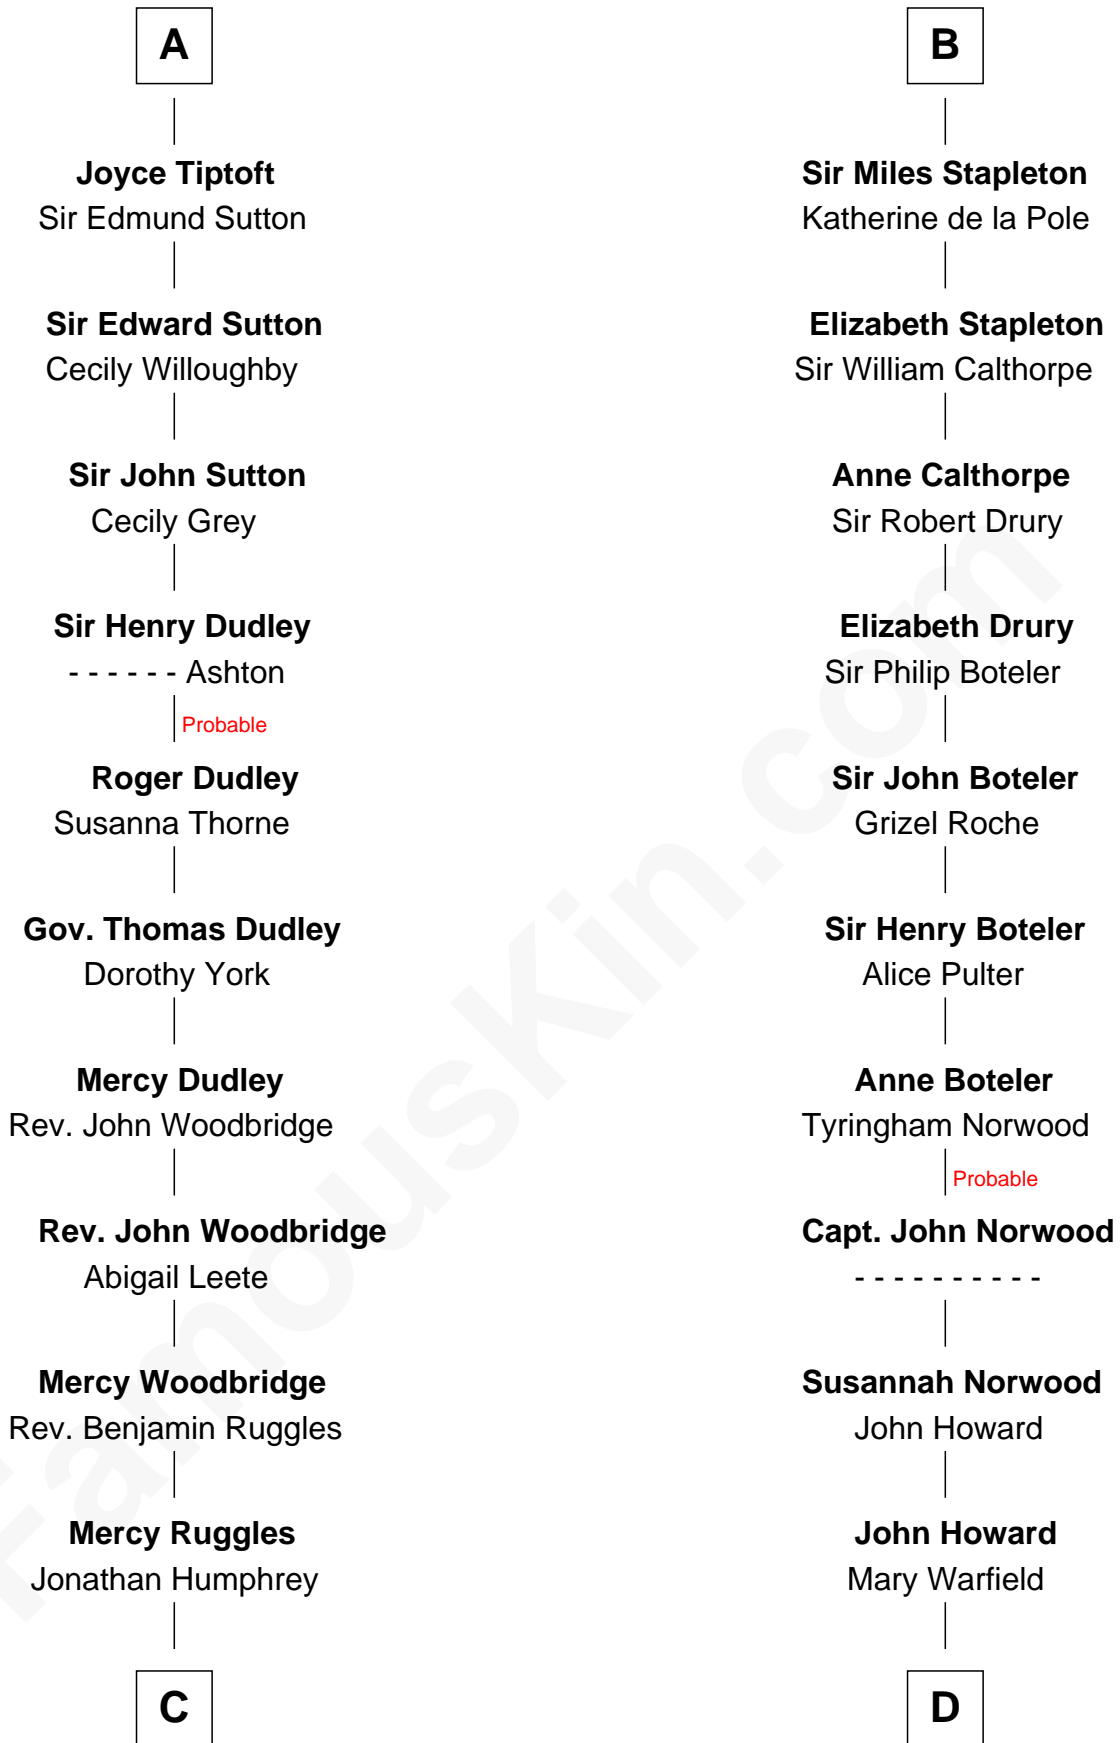 A
Joyce Tiptoft
Sir Edmund Sutton
Sir Edward Sutton
Cecily Willoughby
Sir John Sutton
Cecily Grey
Sir Henry Dudley
- - - - - - Ashton
Probable
Roger Dudley
Susanna Thorne
Gov. Thomas Dudley
Dorothy York
Mercy Dudley
Rev. John Woodbridge
Rev. John Woodbridge
Abigail Leete
Mercy Woodbridge
Rev. Benjamin Ruggles
Mercy Ruggles
Jonathan Humphrey
C
B
Sir Miles Stapleton
Katherine de la Pole
Elizabeth Stapleton
Sir William Calthorpe
Anne Calthorpe
Sir Robert Drury
Elizabeth Drury
Sir Philip Boteler
Sir John Boteler
Grizel Roche
Sir Henry Boteler
Alice Pulter
Anne Boteler
Tyringham Norwood
Probable
Capt. John Norwood
- - - - - - - - - -
Susannah Norwood
John Howard
John Howard
Mary Warfield
D
FamousKin.com